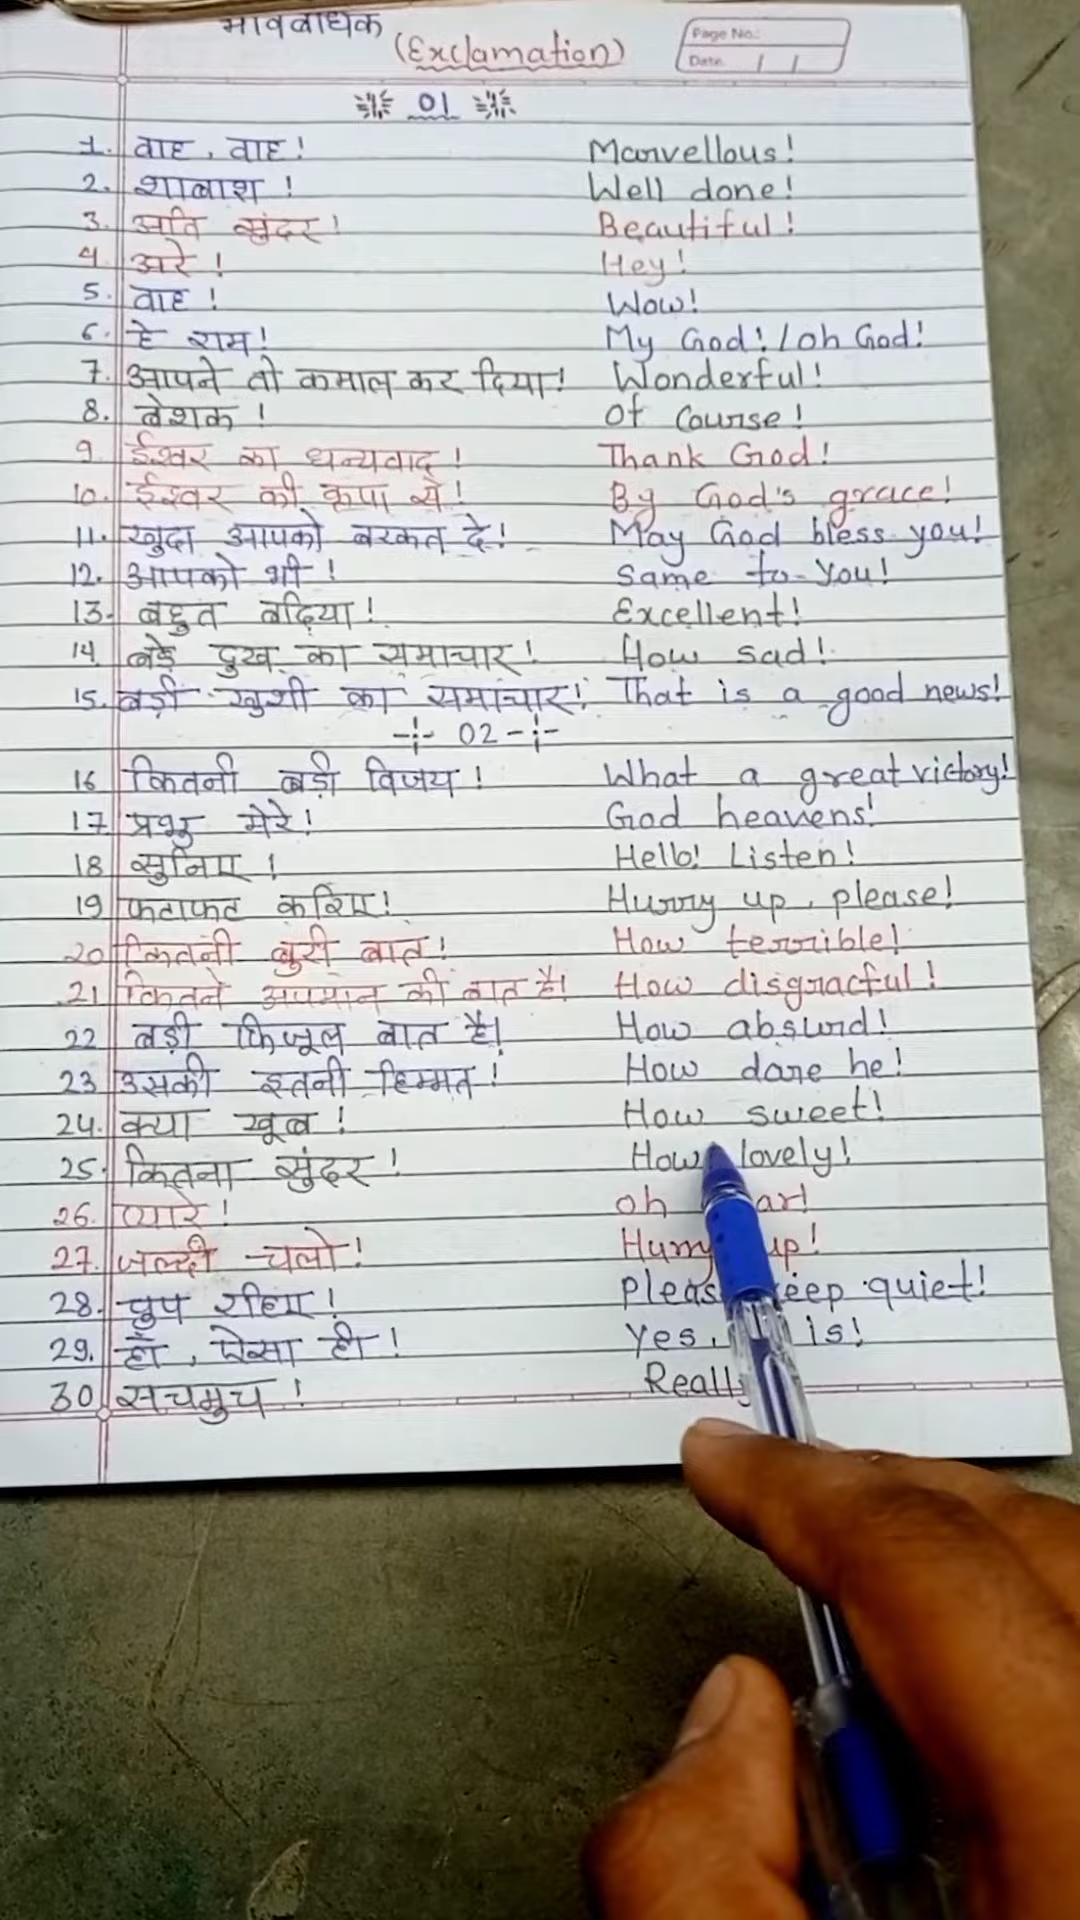 भावबोधक (Exclamation)
Page No.:
Date
01
1. वाह, वाह! Marvellous!
2. शाबाश! Well done!
3. अति सुंदर! Beautiful!
4. अरे! Hey!
5. वाह! Wow!
6. हे राम! My God! / oh God!
7. आपने तो कमाल कर दिया! Wonderful!
8. बेशक! Of Course!
9. ईश्वर का धन्यवाद! Thank God!
10. ईश्वर की कृपा से! By God's grace!
11. खुदा आपको बरकत दे! May God bless you!
12. आपको भी! Same to you!
13. बहुत बढ़िया! Excellent!
14. बड़े दुख का समाचार! How sad!
15. बड़ी खुशी का समाचार! That is a good news!
02
16 कितनी बड़ी विजय! What a great victory!
17 प्रभु मेरे! God heavens!
18 सुनिए! Hello! Listen!
19 फटाफट करिए! Hurry up, please!
20 कितनी बुरी बात! How terrible!
21 कितने अपमान की बात है। How disgracful!
22 बड़ी फिजूल बात है। How absurd!
23 उसकी इतनी हिम्मत! How dare he!
24. क्या खूब! How sweet!
25. कितना सुंदर! How lovely!
26. प्यारे! oh
27. जल्दी चलो! up!
28. चुप रहिए! quiet!
29. हाँ, ऐसा ही! Yes, is!
30 सचमुच!